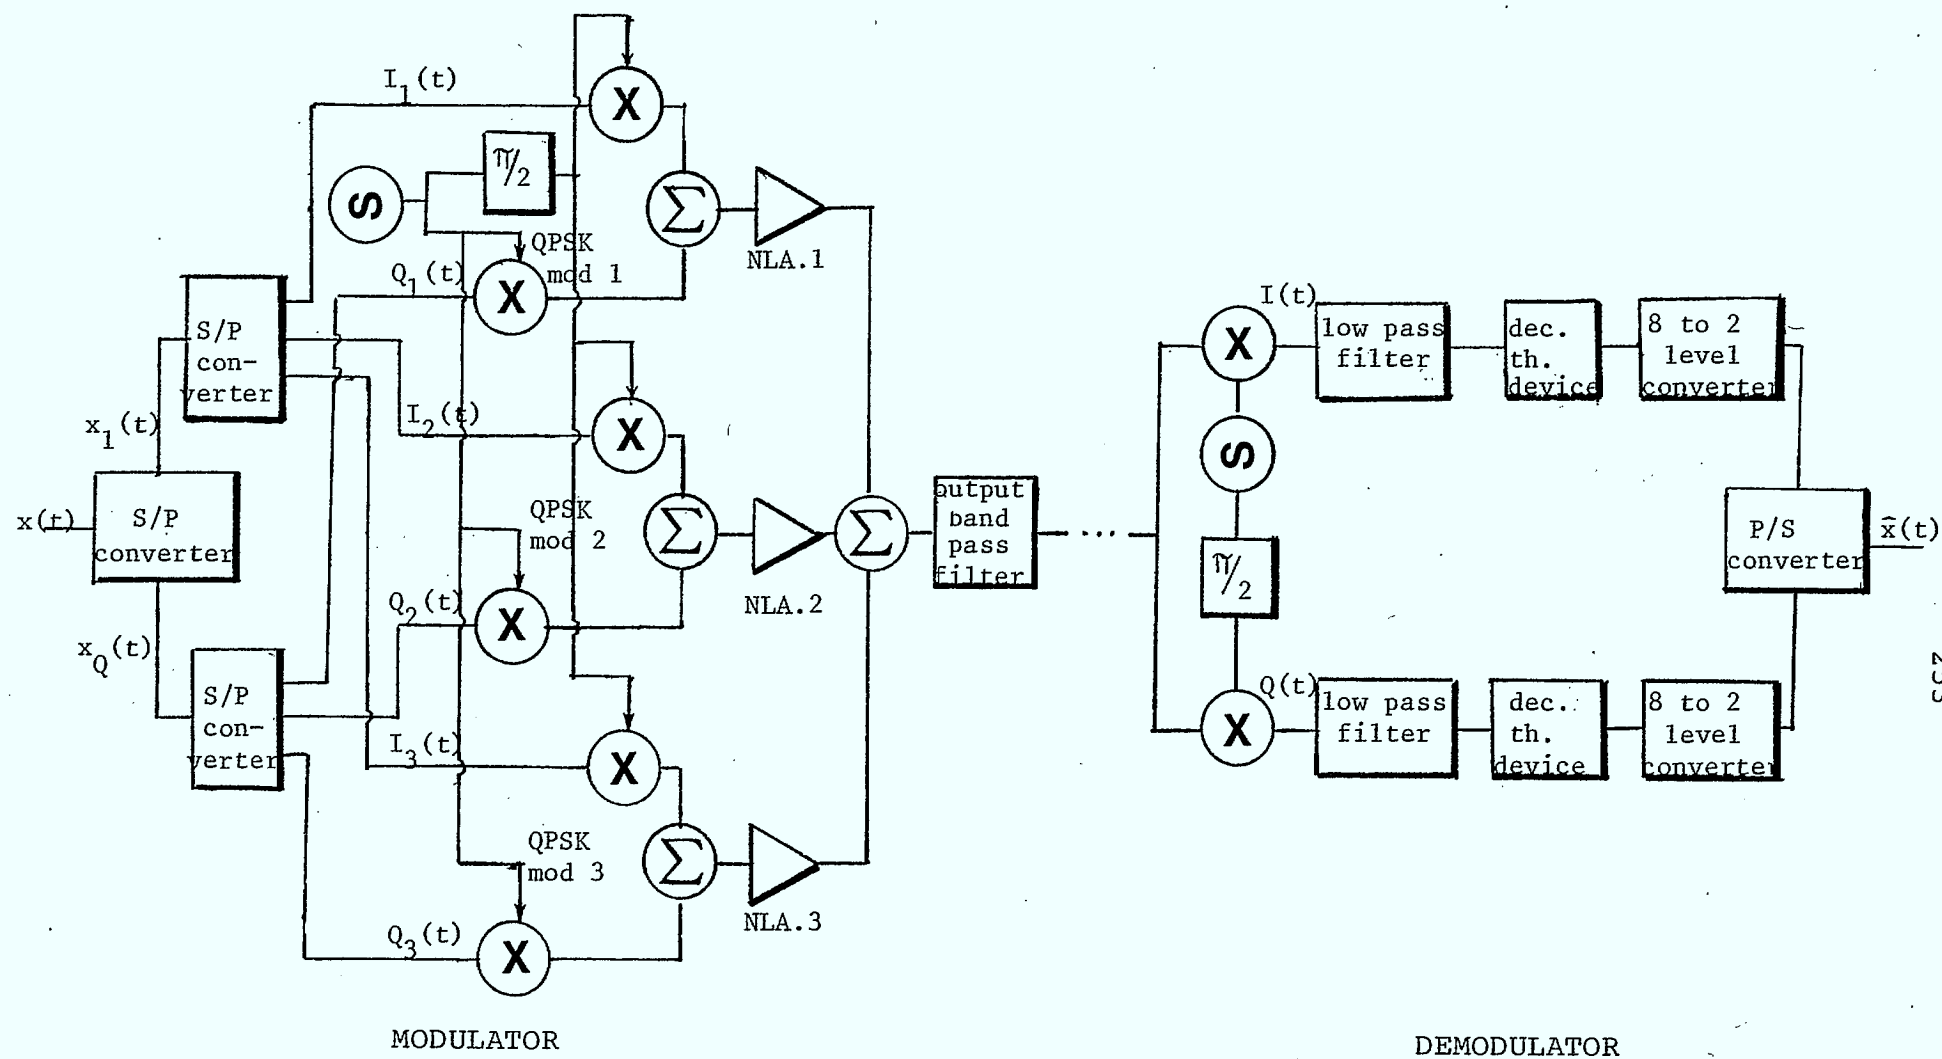 I1(t)
X
π/2
S
Σ
QPSK
mod 1
NLA.1
Q1(t)
X
S/P
con-
verter
I(t)
X
low pass
filter
dec.
th.
device
8 to 2
level
converter
x1(t)
I2(t)
X
S
x(t)
S/P
converter
QPSK
mod 2
Σ
NLA.2
Σ
output
band
pass
filter
...
P/S
converter
x̂(t)
π/2
Q2(t)
X
xQ(t)
S/P
con-
verter
Q(t)
X
low pass
filter
dec.
th.
device
8 to 2
level
converter
I3(t)
X
QPSK
mod 3
Σ
NLA.3
Q3(t)
X
MODULATOR
DEMODULATOR